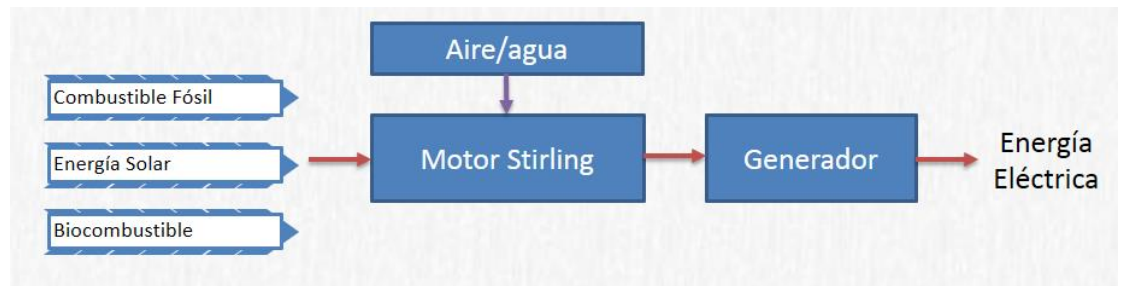 Aire/agua
Combustible Fósil
Energía Solar
Biocombustible
Motor Stirling
Generador
Energía
Eléctrica